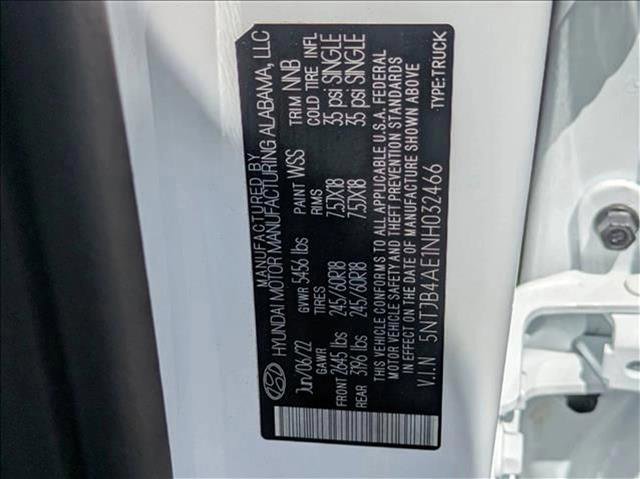 MANUFACTURED BY
HYUNDAI MOTOR MANUFACTURING ALABAMA, LLC
Jun/06/22 GVWR 5456 lbs PAINT WSS TRIM NNB
GAWR TIRES RIMS COLD TIRE INFL
FRONT 2645 lbs 245/60R18 7.5JX18 35 psi SINGLE
REAR 3196 lbs 245/60R18 7.5JX18 35 psi SINGLE
THIS VEHICLE CONFORMS TO ALL APPLICABLE U.S.A. FEDERAL
MOTOR VEHICLE SAFETY AND THEFT PREVENTION STANDARDS
IN EFFECT ON THE DATE OF MANUFACTURE SHOWN ABOVE.
V.I.N 5NTJB4AE1NH032466 TYPE:TRUCK